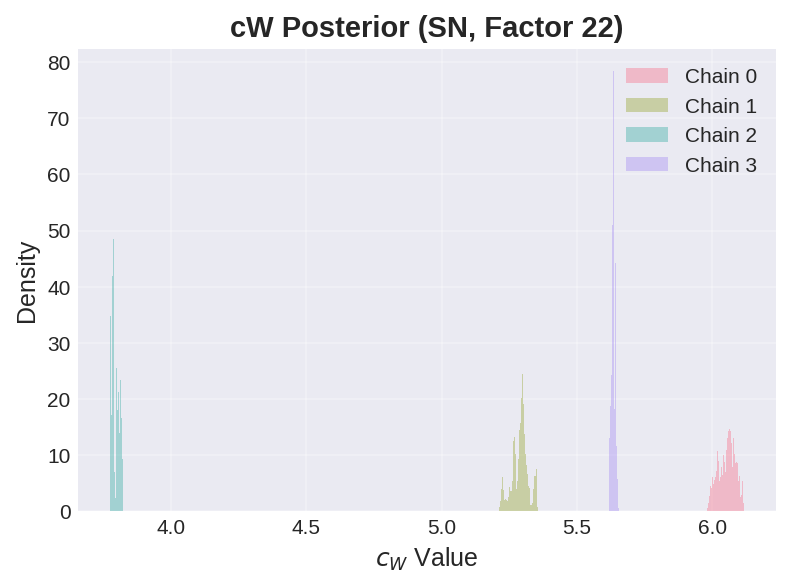 cW Posterior (SN, Factor 22)
Chain 0
Chain 1
Chain 2
Chain 3
Density
80
70
60
50
40
30
20
10
0
4.0 4.5 5.0 5.5 6.0
c_W Value